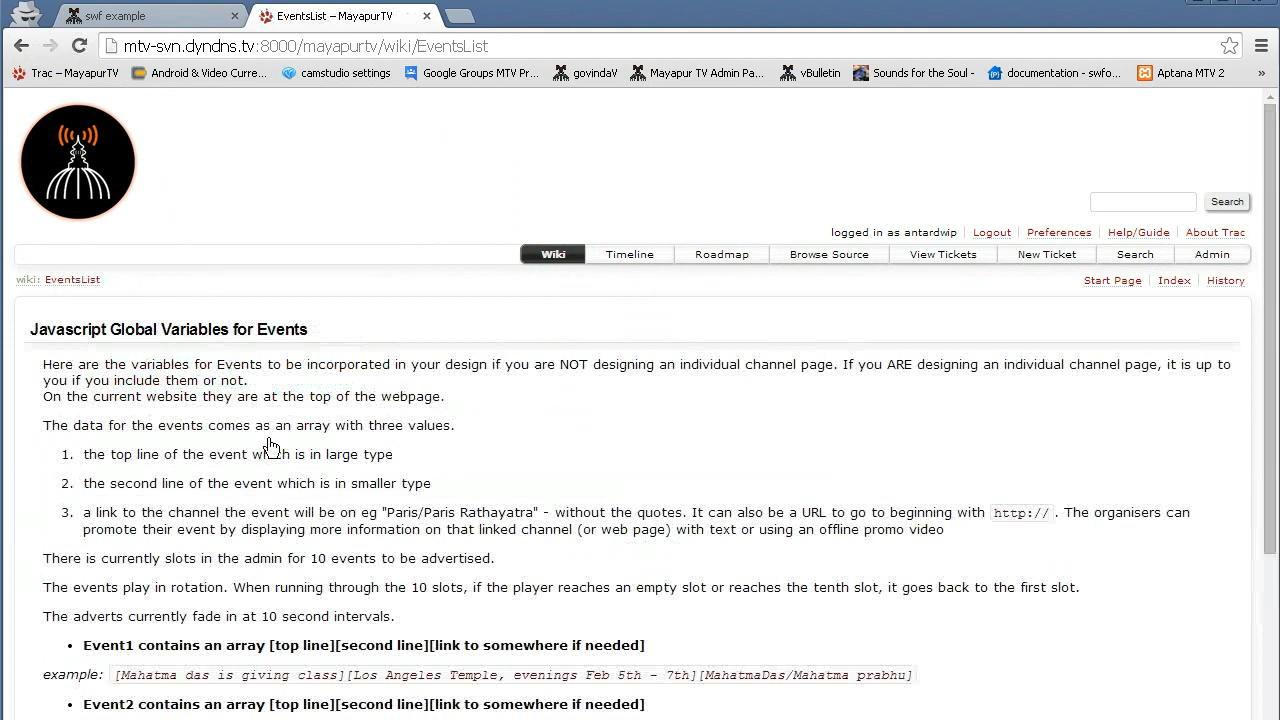 swf example
EventsList – MayapurTV
mtv-svn.dyndns.tv:8000/mayapurtv/wiki/EventsList
Trac – MayapurTV
Android & Video Curre...
camstudio settings
Google Groups MTV Pr...
govindaV
Mayapur TV Admin Pa...
vBulletin
Sounds for the Soul -
documentation - swfo...
Aptana MTV 2
»
Search
logged in as antardwip
Logout
Preferences
Help/Guide
About Trac
Wiki
Timeline
Roadmap
Browse Source
View Tickets
New Ticket
Search
Admin
wiki: EventsList
Start Page
Index
History
Javascript Global Variables for Events
Here are the variables for Events to be incorporated in your design if you are NOT designing an individual channel page. If you ARE designing an individual channel page, it is up to
you if you include them or not.
On the current website they are at the top of the webpage.
The data for the events comes as an array with three values.
1. the top line of the event which is in large type
2. the second line of the event which is in smaller type
3. a link to the channel the event will be on eg "Paris/Paris Rathayatra" - without the quotes. It can also be a URL to go to beginning with http://. The organisers can
promote their event by displaying more information on that linked channel (or web page) with text or using an offline promo video
There is currently slots in the admin for 10 events to be advertised.
The events play in rotation. When running through the 10 slots, if the player reaches an empty slot or reaches the tenth slot, it goes back to the first slot.
The adverts currently fade in at 10 second intervals.
• Event1 contains an array [top line][second line][link to somewhere if needed]
example: [Mahatma das is giving class][Los Angeles Temple, evenings Feb 5th - 7th][MahatmaDas/Mahatma prabhu]
• Event2 contains an array [top line][second line][link to somewhere if needed]